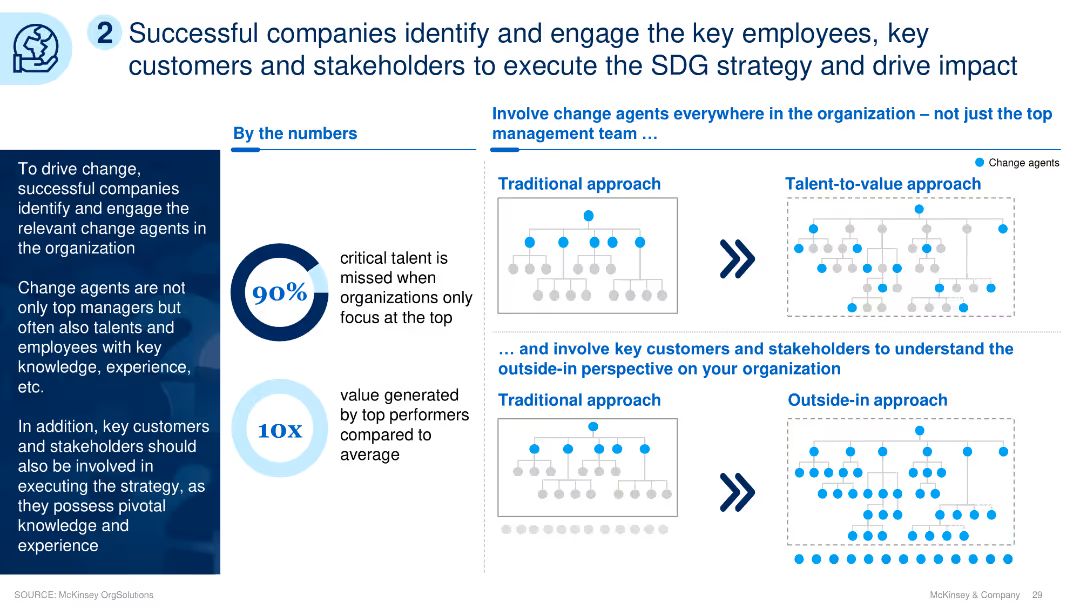 2 Successful companies identify and engage the key employees, key
customers and stakeholders to execute the SDG strategy and drive impact
To drive change,
successful companies
identify and engage the
relevant change agents in
the organization
Change agents are not
only top managers but
often also talents and
employees with key
knowledge, experience,
etc.
In addition, key customers
and stakeholders should
also be involved in
executing the strategy, as
they possess pivotal
knowledge and
experience
By the numbers
90%
critical talent is
missed when
organizations only
focus at the top
10x
value generated
by top performers
compared to
average
Involve change agents everywhere in the organization – not just the top
management team …
Change agents
Traditional approach
Talent-to-value approach
… and involve key customers and stakeholders to understand the
outside-in perspective on your organization
Traditional approach
Outside-in approach
SOURCE: McKinsey OrgSolutions
McKinsey & Company 29